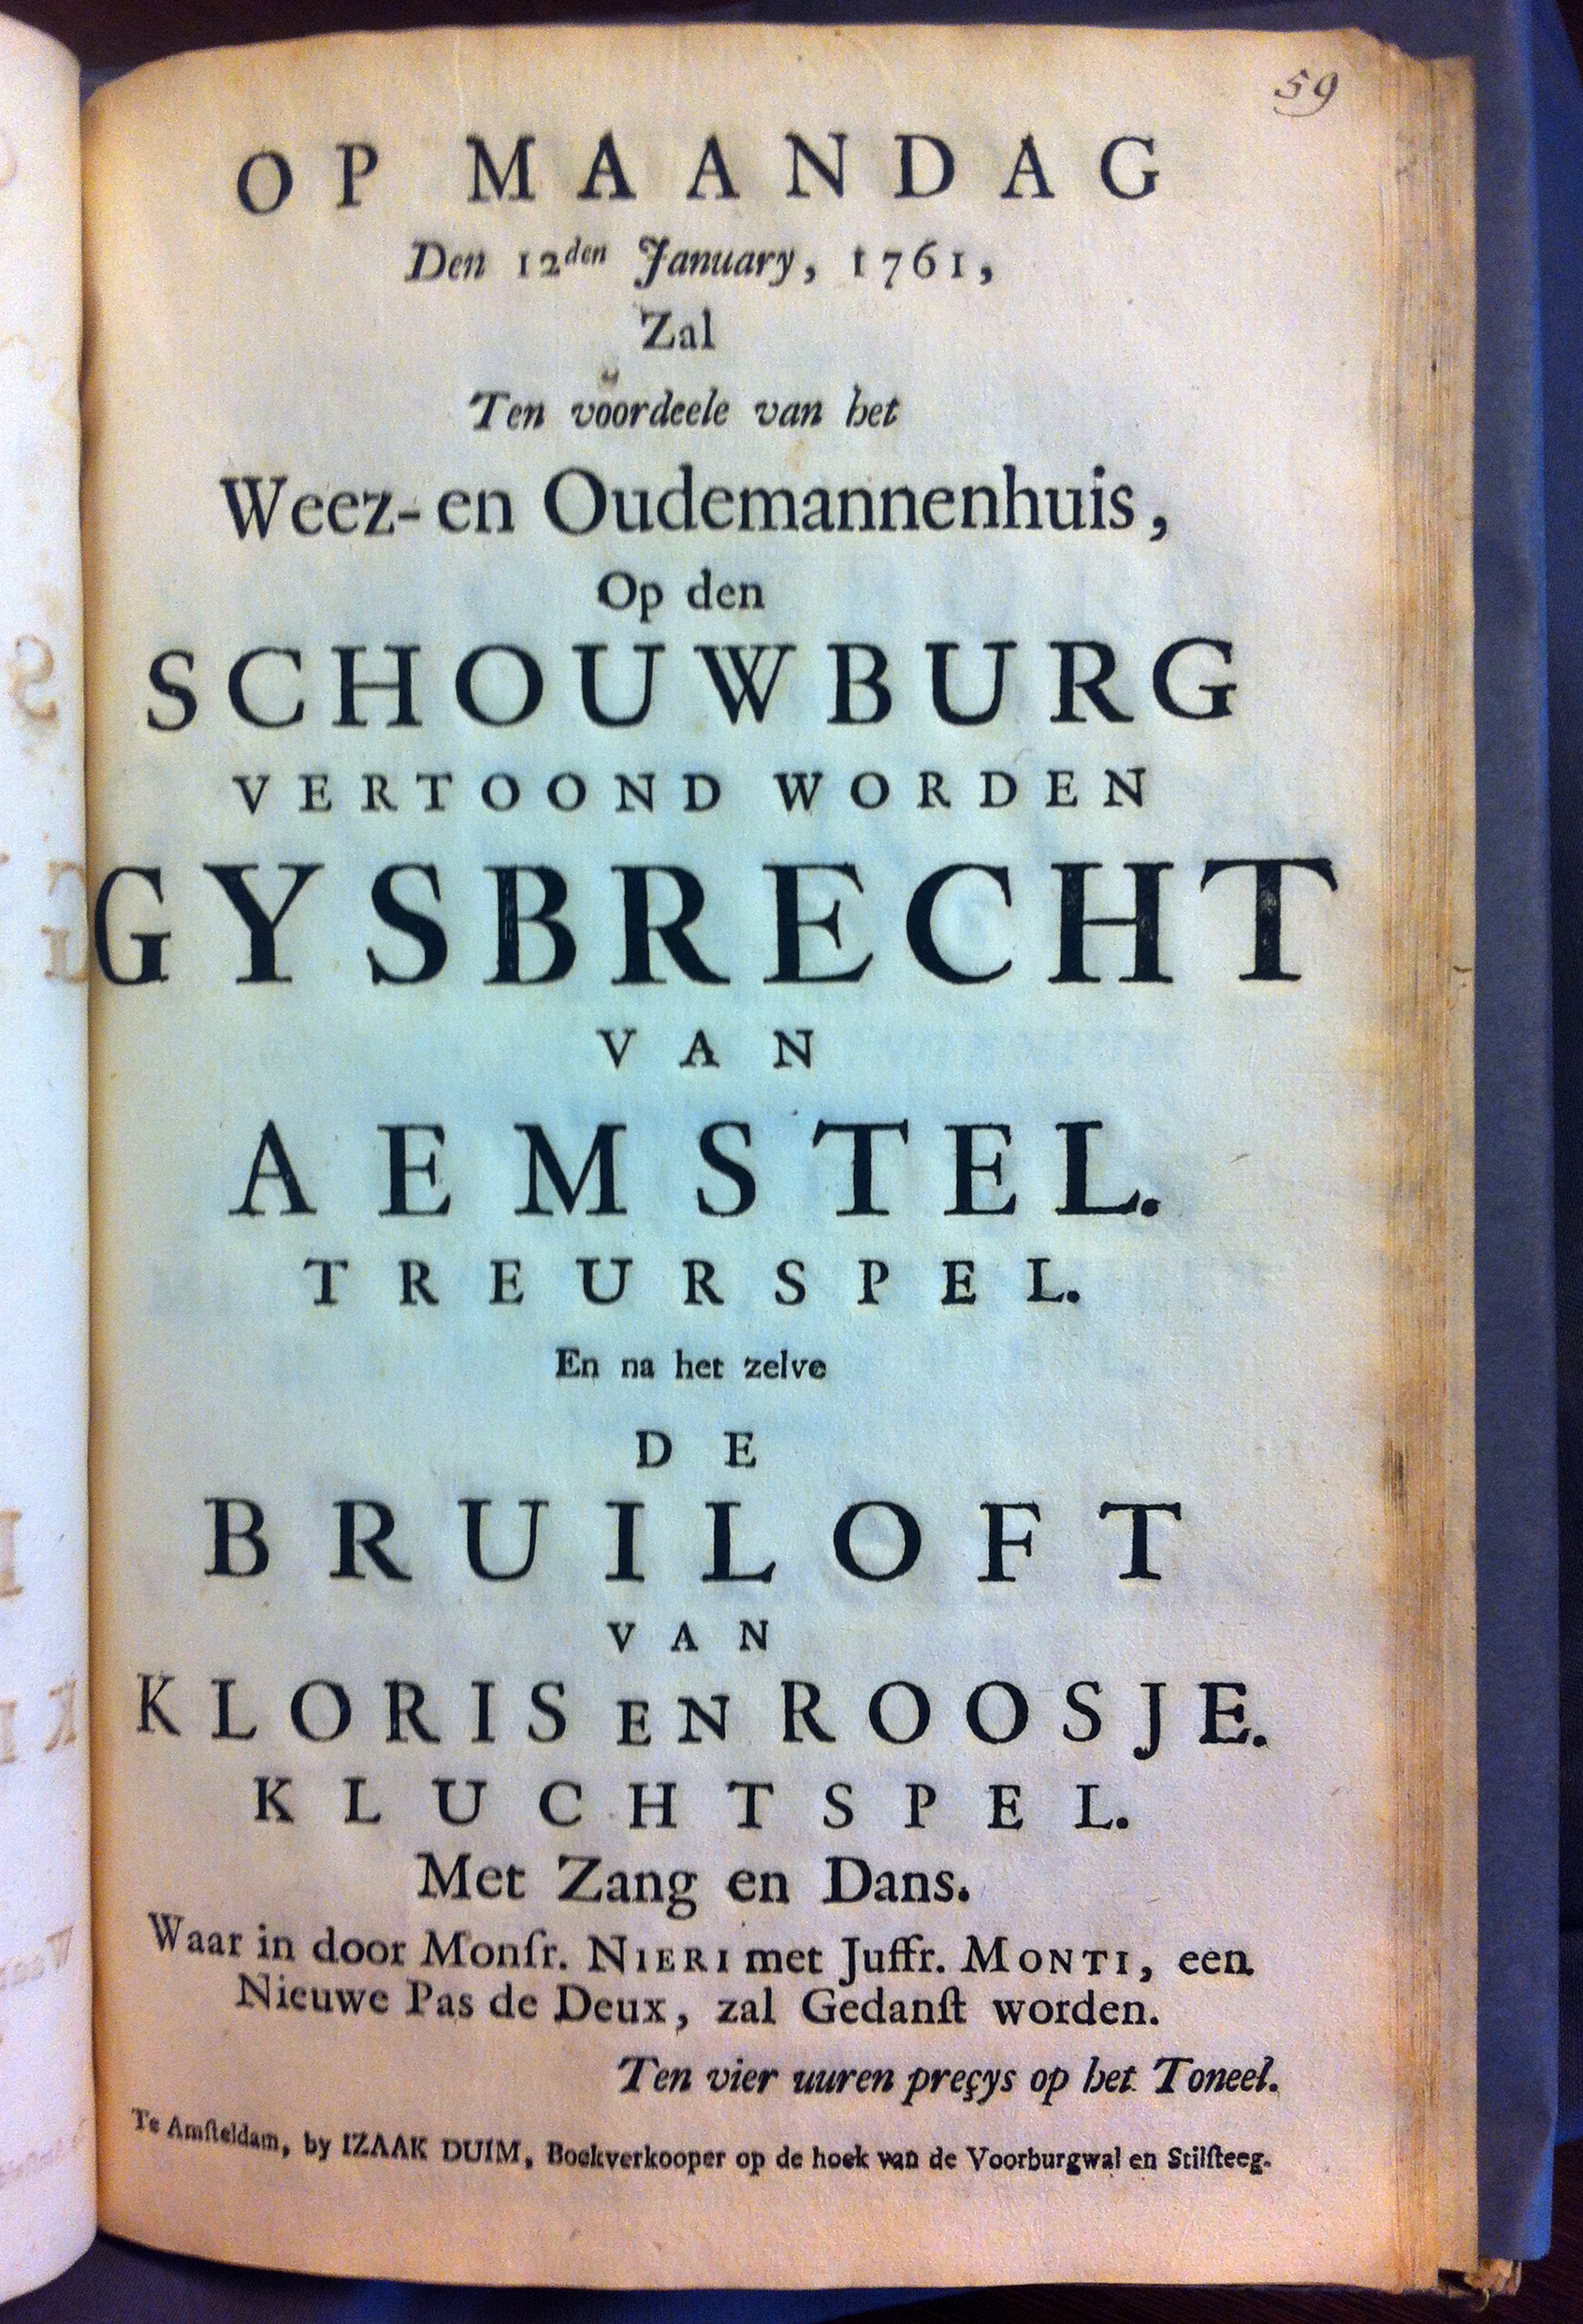 59
OP MAANDAG
Den 12den January, 1761,
Zal
Ten voordeele van het
Weez- en Oudemannenhuis,
Op den
SCHOUWBURG
VERTOOND WORDEN
GYSBRECHT
VAN
AEMSTEL.
TREURSPEL.
En na het zelve
DE
BRUILOFT
VAN
KLORIS EN ROOSJE.
KLUCHTSPEL.
Met Zang en Dans.
Waar in door Monſr. NIERI met Juffr. MONTI, een
Nieuwe Pas de Deux, zal Gedanſt worden.
Ten vier uuren preçys op het Toneel.
Te Amſteldam, by IZAAK DUIM, Boekverkooper op de hoek van de Voorburgwal en Stilſteeg.